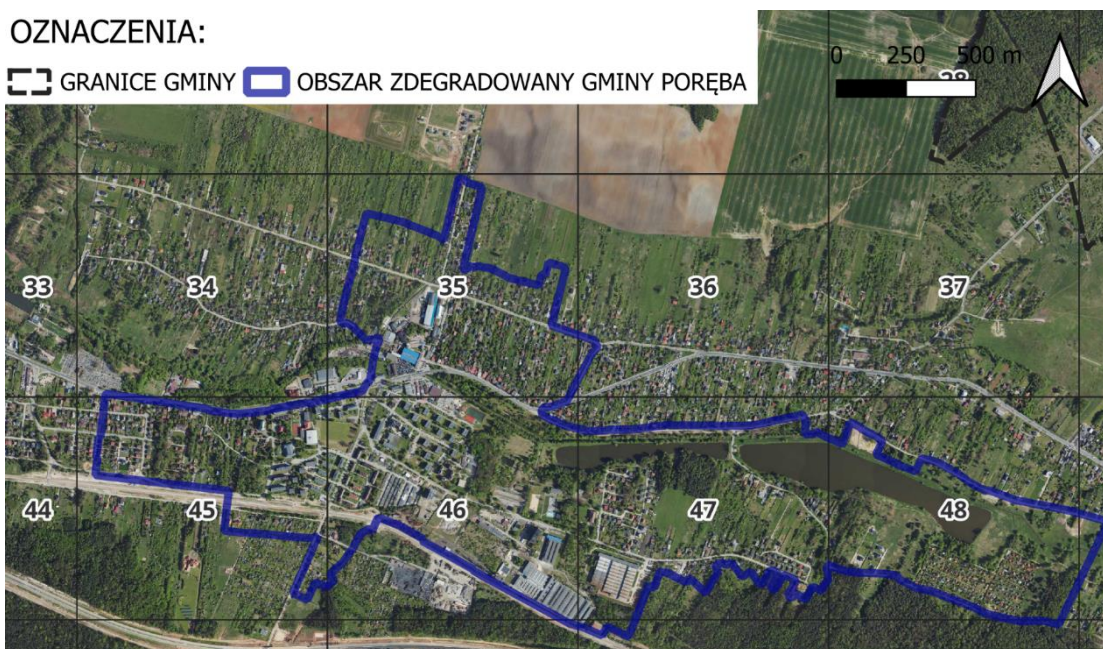 OZNACZENIA:
GRANICE GMINY OBSZAR ZDEGRADOWANY GMINY PORĘBA
0 250 500 m
28
33 34 35 36 37
44 45 46 47 48